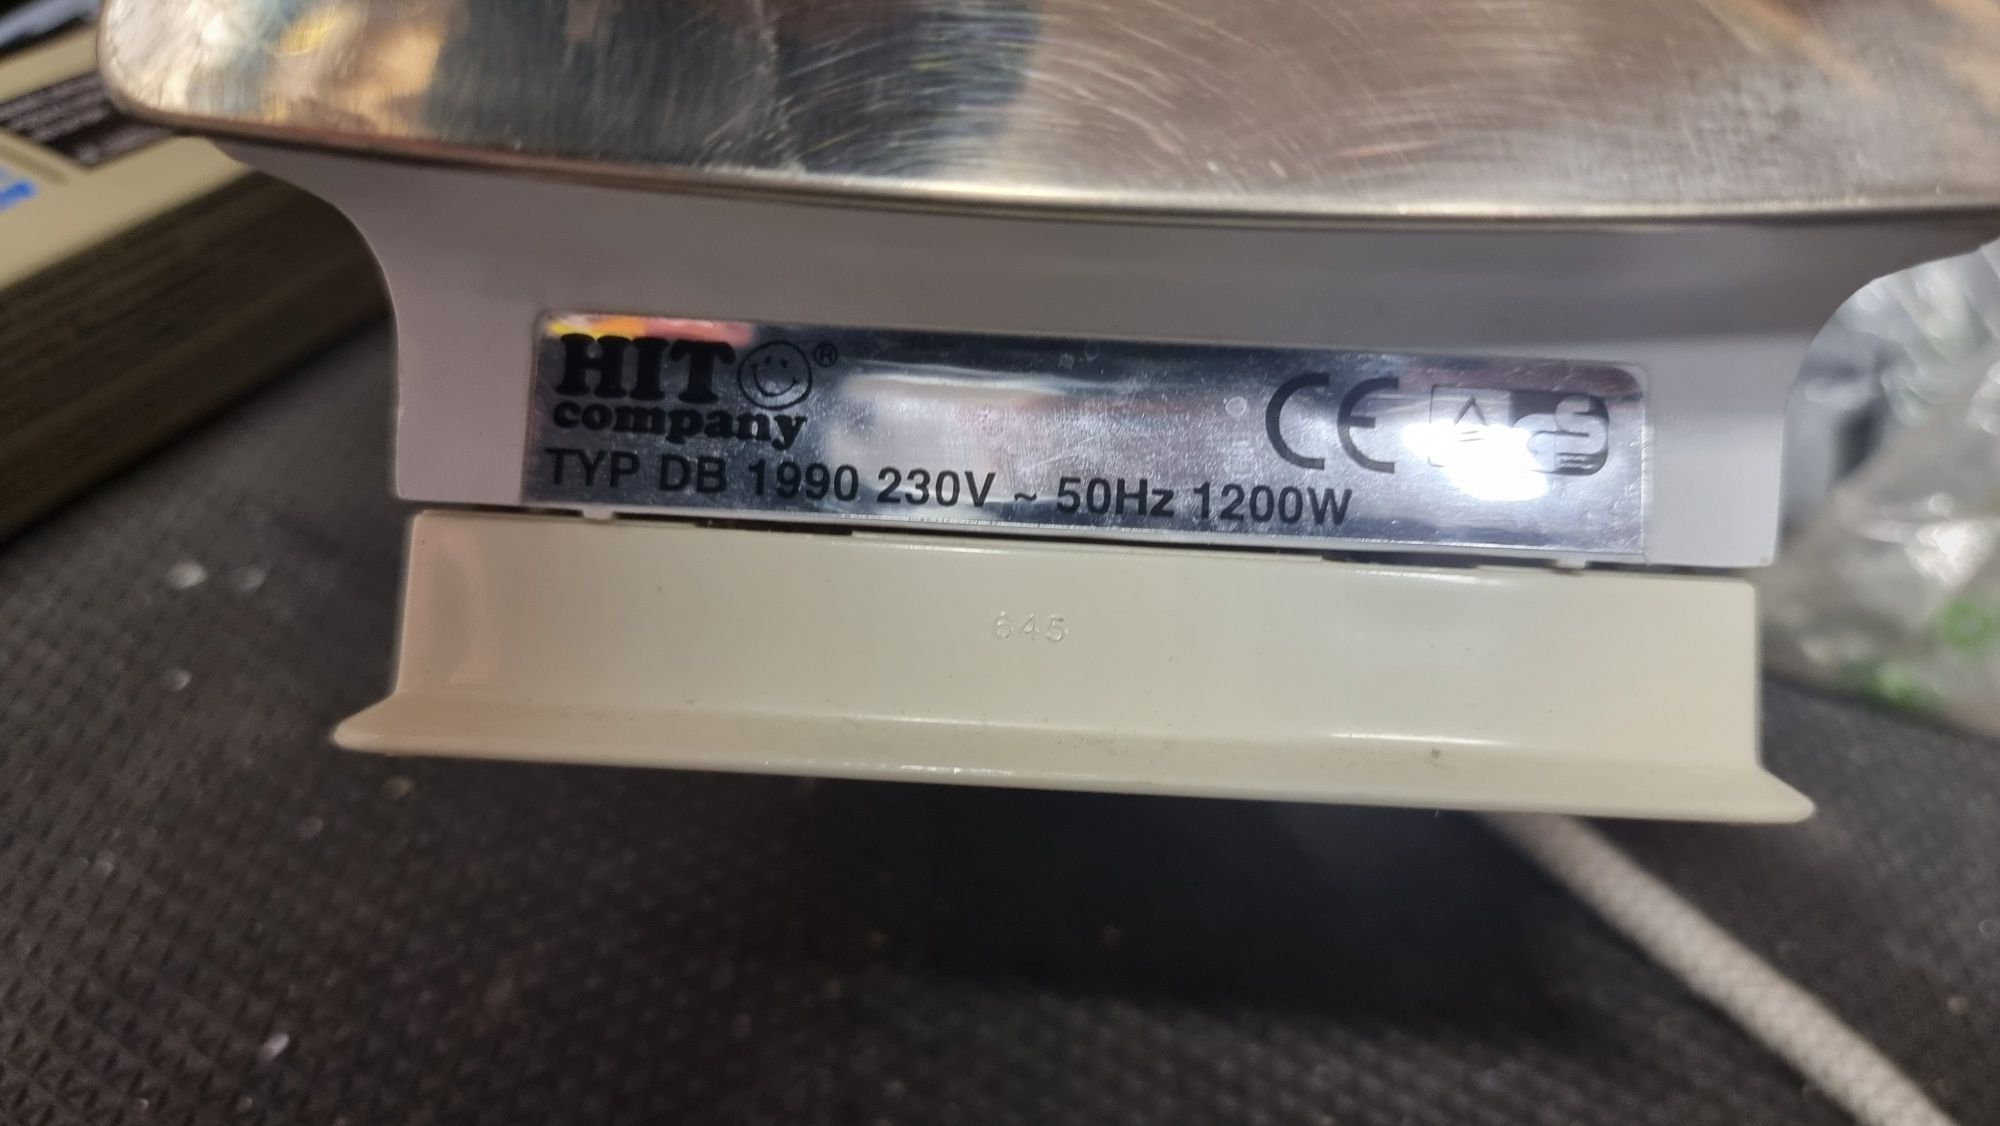 HIT ®
company
CE GS
TYP DB 1990 230V ~ 50Hz 1200W
645